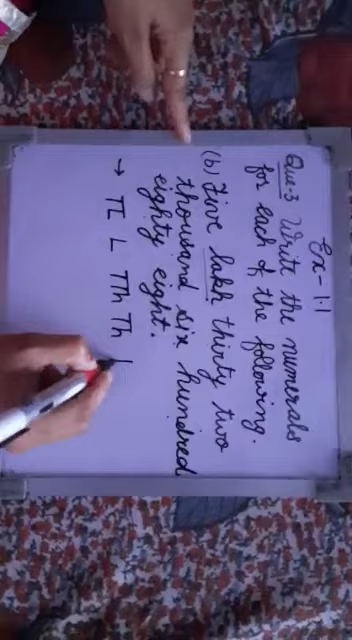 Ex-1.1
Que-3 Write the numerals
for each of the following.
(b) Five lakh thirty two
thousand six hundred
eighty eight.
→ TL L TTh Th